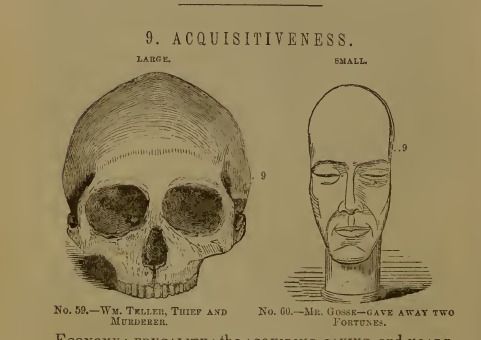 9. ACQUISITIVENESS.
LARGE. SMALL.
9 ..9
No. 59.—WM. TELLER, THIEF AND
MURDERER.
No. 60.—MR. GOSSE—GAVE AWAY TWO
FORTUNES.